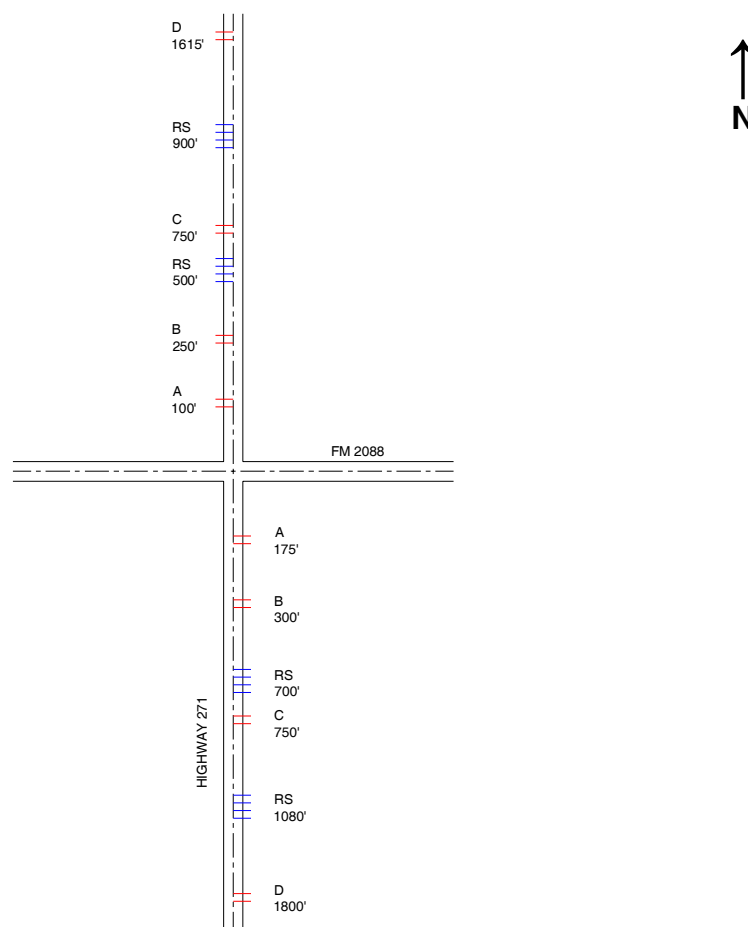 D
1615'
N
RS
900'
C
750'
RS
500'
B
250'
A
100'
FM 2088
A
175'
B
300'
RS
700'
HIGHWAY 271
C
750'
RS
1080'
D
1800'